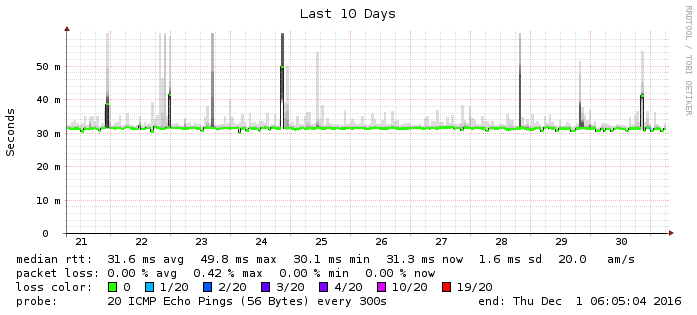 Last 10 Days
RRDTOOL / TOBI OETIKER
Seconds
50 m
40 m
30 m
20 m
10 m
0
21 22 23 24 25 26 27 28 29 30
median rtt: 31.6 ms avg 49.8 ms max 30.1 ms min 31.3 ms now 1.6 ms sd 20.0 am/s
packet loss: 0.00 % avg 0.42 % max 0.00 % min 0.00 % now
loss color: 0 1/20 2/20 3/20 4/20 10/20 19/20
probe: 20 ICMP Echo Pings (56 Bytes) every 300s end: Thu Dec 1 06:05:04 2016